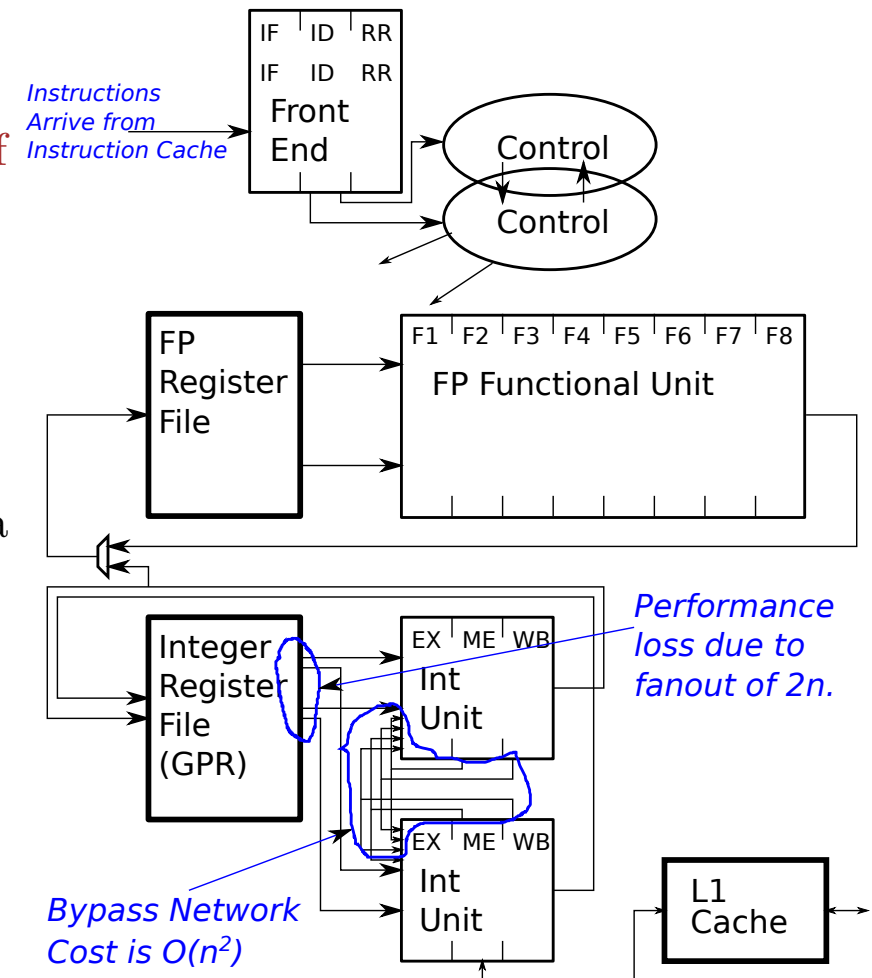 IF ID RR
IF ID RR
Front
End
Instructions
Arrive from
Instruction Cache
f
Control
Control
FP
Register
File
F1 F2 F3 F4 F5 F6 F7 F8
FP Functional Unit
a
Integer
Register
File
(GPR)
EX ME WB
Int
Unit
Performance
loss due to
fanout of 2n.
EX ME WB
Int
Unit
Bypass Network
Cost is O(n²)
L1
Cache